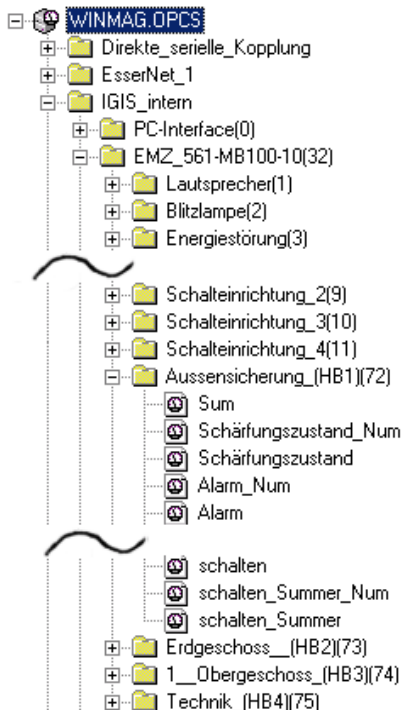 WINMAG.OPCS
Direkte_serielle_Kopplung
EsserNet_1
IGIS_intern
PC-Interface(0)
EMZ_561-MB100-10(32)
Lautsprecher(1)
Blitzlampe(2)
Energiestörung(3)
Schalteinrichtung_2(9)
Schalteinrichtung_3(10)
Schalteinrichtung_4(11)
Aussensicherung_(HB1)(72)
Sum
Schärfungszustand_Num
Schärfungszustand
Alarm_Num
Alarm
schalten
schalten_Summer_Num
schalten_Summer
Erdgeschoss__(HB2)(73)
1__Obergeschoss_(HB3)(74)
Technik_(HB4)(75)